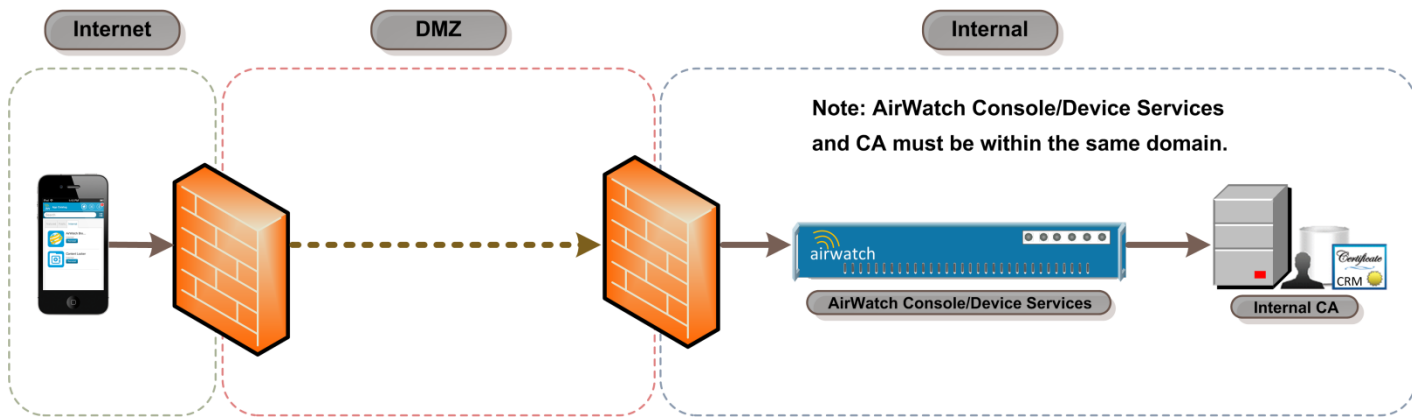 Internet
DMZ
Internal
Note: AirWatch Console/Device Services
and CA must be within the same domain.
airwatch
AirWatch Console/Device Services
Certificate
CRM
Internal CA